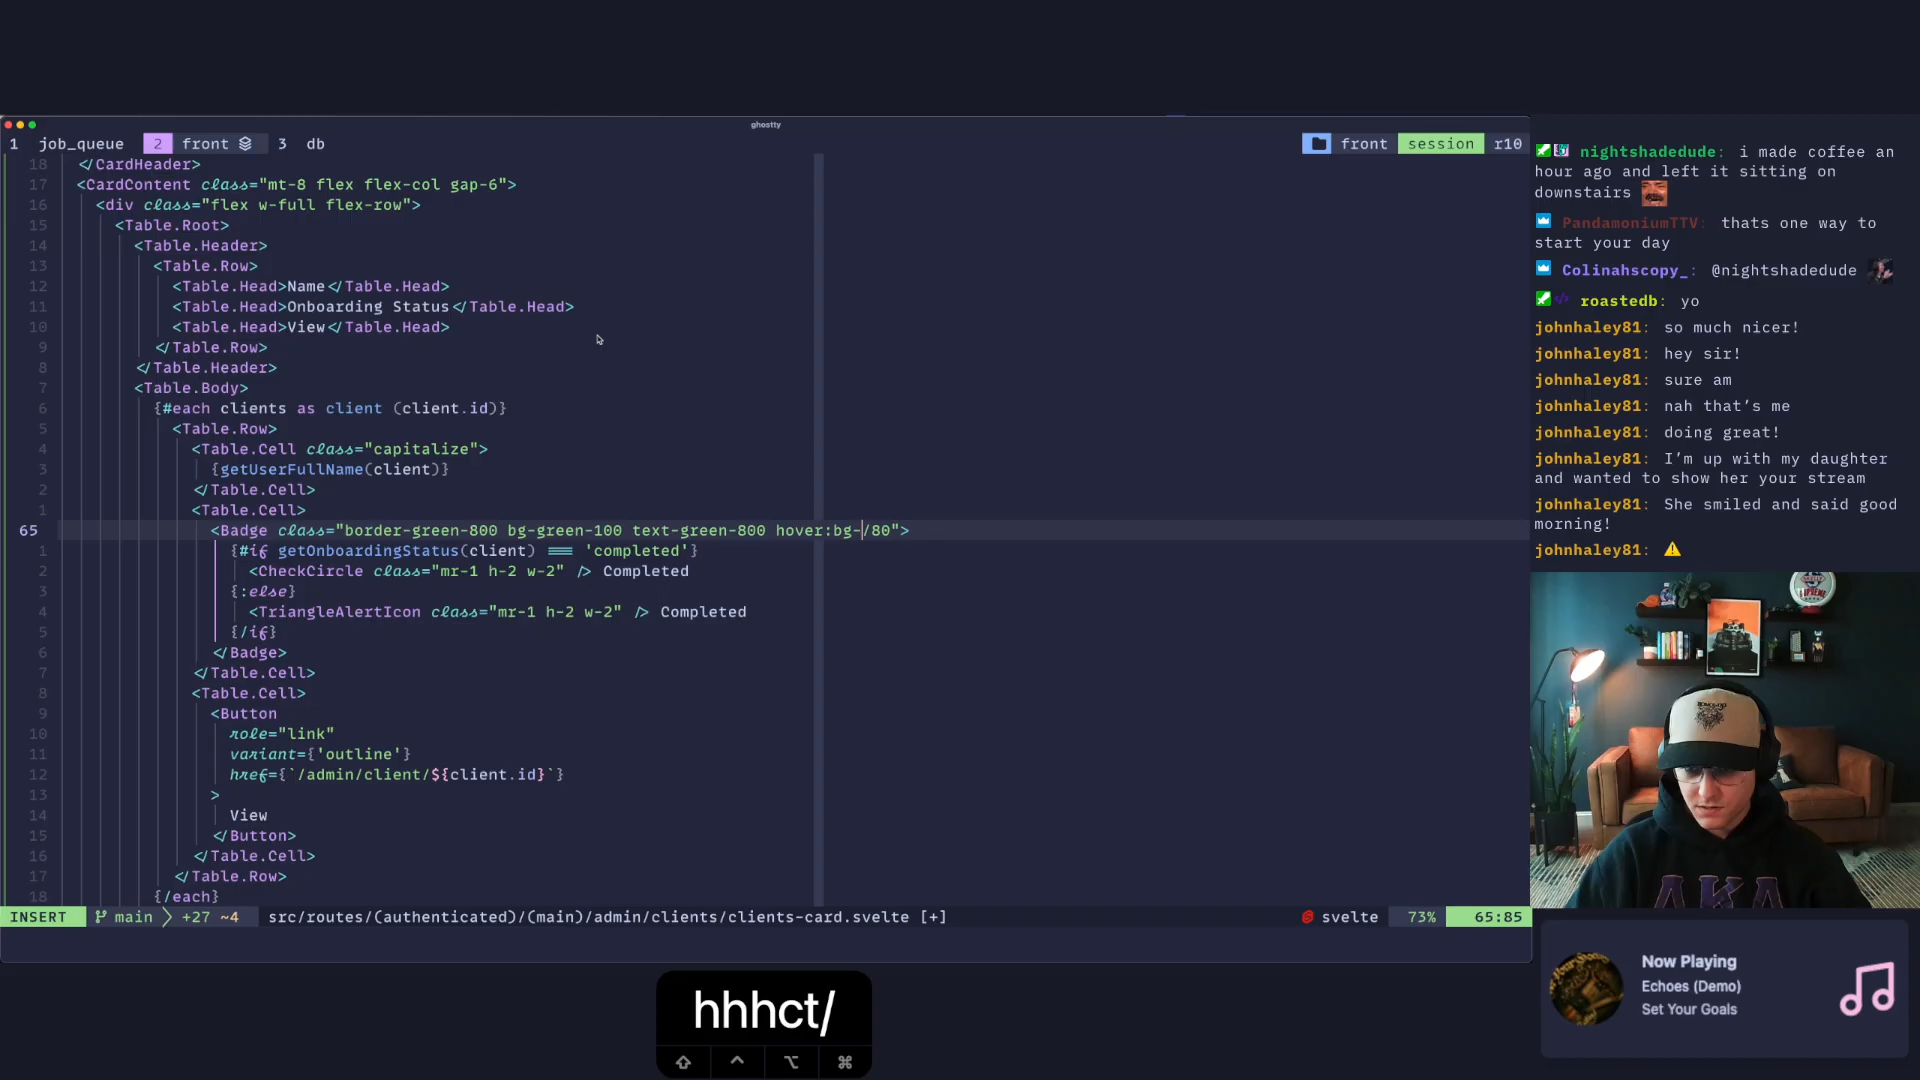 ghostty
1 job_queue 2 front 3 db
front session r10
18 </CardHeader>
17 <CardContent class="mt-8 flex flex-col gap-6">
16 <div class="flex w-full flex-row">
15 <Table.Root>
14 <Table.Header>
13 <Table.Row>
12 <Table.Head>Name</Table.Head>
11 <Table.Head>Onboarding Status</Table.Head>
10 <Table.Head>View</Table.Head>
9 </Table.Row>
8 </Table.Header>
7 <Table.Body>
6 {#each clients as client (client.id)}
5 <Table.Row>
4 <Table.Cell class="capitalize">
3 {getUserFullName(client)}
2 </Table.Cell>
1 <Table.Cell>
65 <Badge class="border-green-800 bg-green-100 text-green-800 hover:bg-/80">
1 {#if getOnboardingStatus(client) === 'completed'}
2 <CheckCircle class="mr-1 h-2 w-2" /> Completed
3 {:else}
4 <TriangleAlertIcon class="mr-1 h-2 w-2" /> Completed
5 {/if}
6 </Badge>
7 </Table.Cell>
8 <Table.Cell>
9 <Button
10 role="link"
11 variant={'outline'}
12 href={`/admin/client/${client.id}`}
13 >
14 View
15 </Button>
16 </Table.Cell>
17 </Table.Row>
18 {/each}
INSERT main +27 ~4 src/routes/(authenticated)/(main)/admin/clients/clients-card.svelte [+] svelte 73% 65:85
hhhct/
nightshadedude: i made coffee an
hour ago and left it sitting on
downstairs
PandamoniumTTV: thats one way to
start your day
Colinahscopy_: @nightshadedude
roastedb: yo
johnhaley81: so much nicer!
johnhaley81: hey sir!
johnhaley81: sure am
johnhaley81: nah that's me
johnhaley81: doing great!
johnhaley81: I'm up with my daughter
and wanted to show her your stream
johnhaley81: She smiled and said good
morning!
johnhaley81: ⚠
AKA
Now Playing
Echoes (Demo)
Set Your Goals